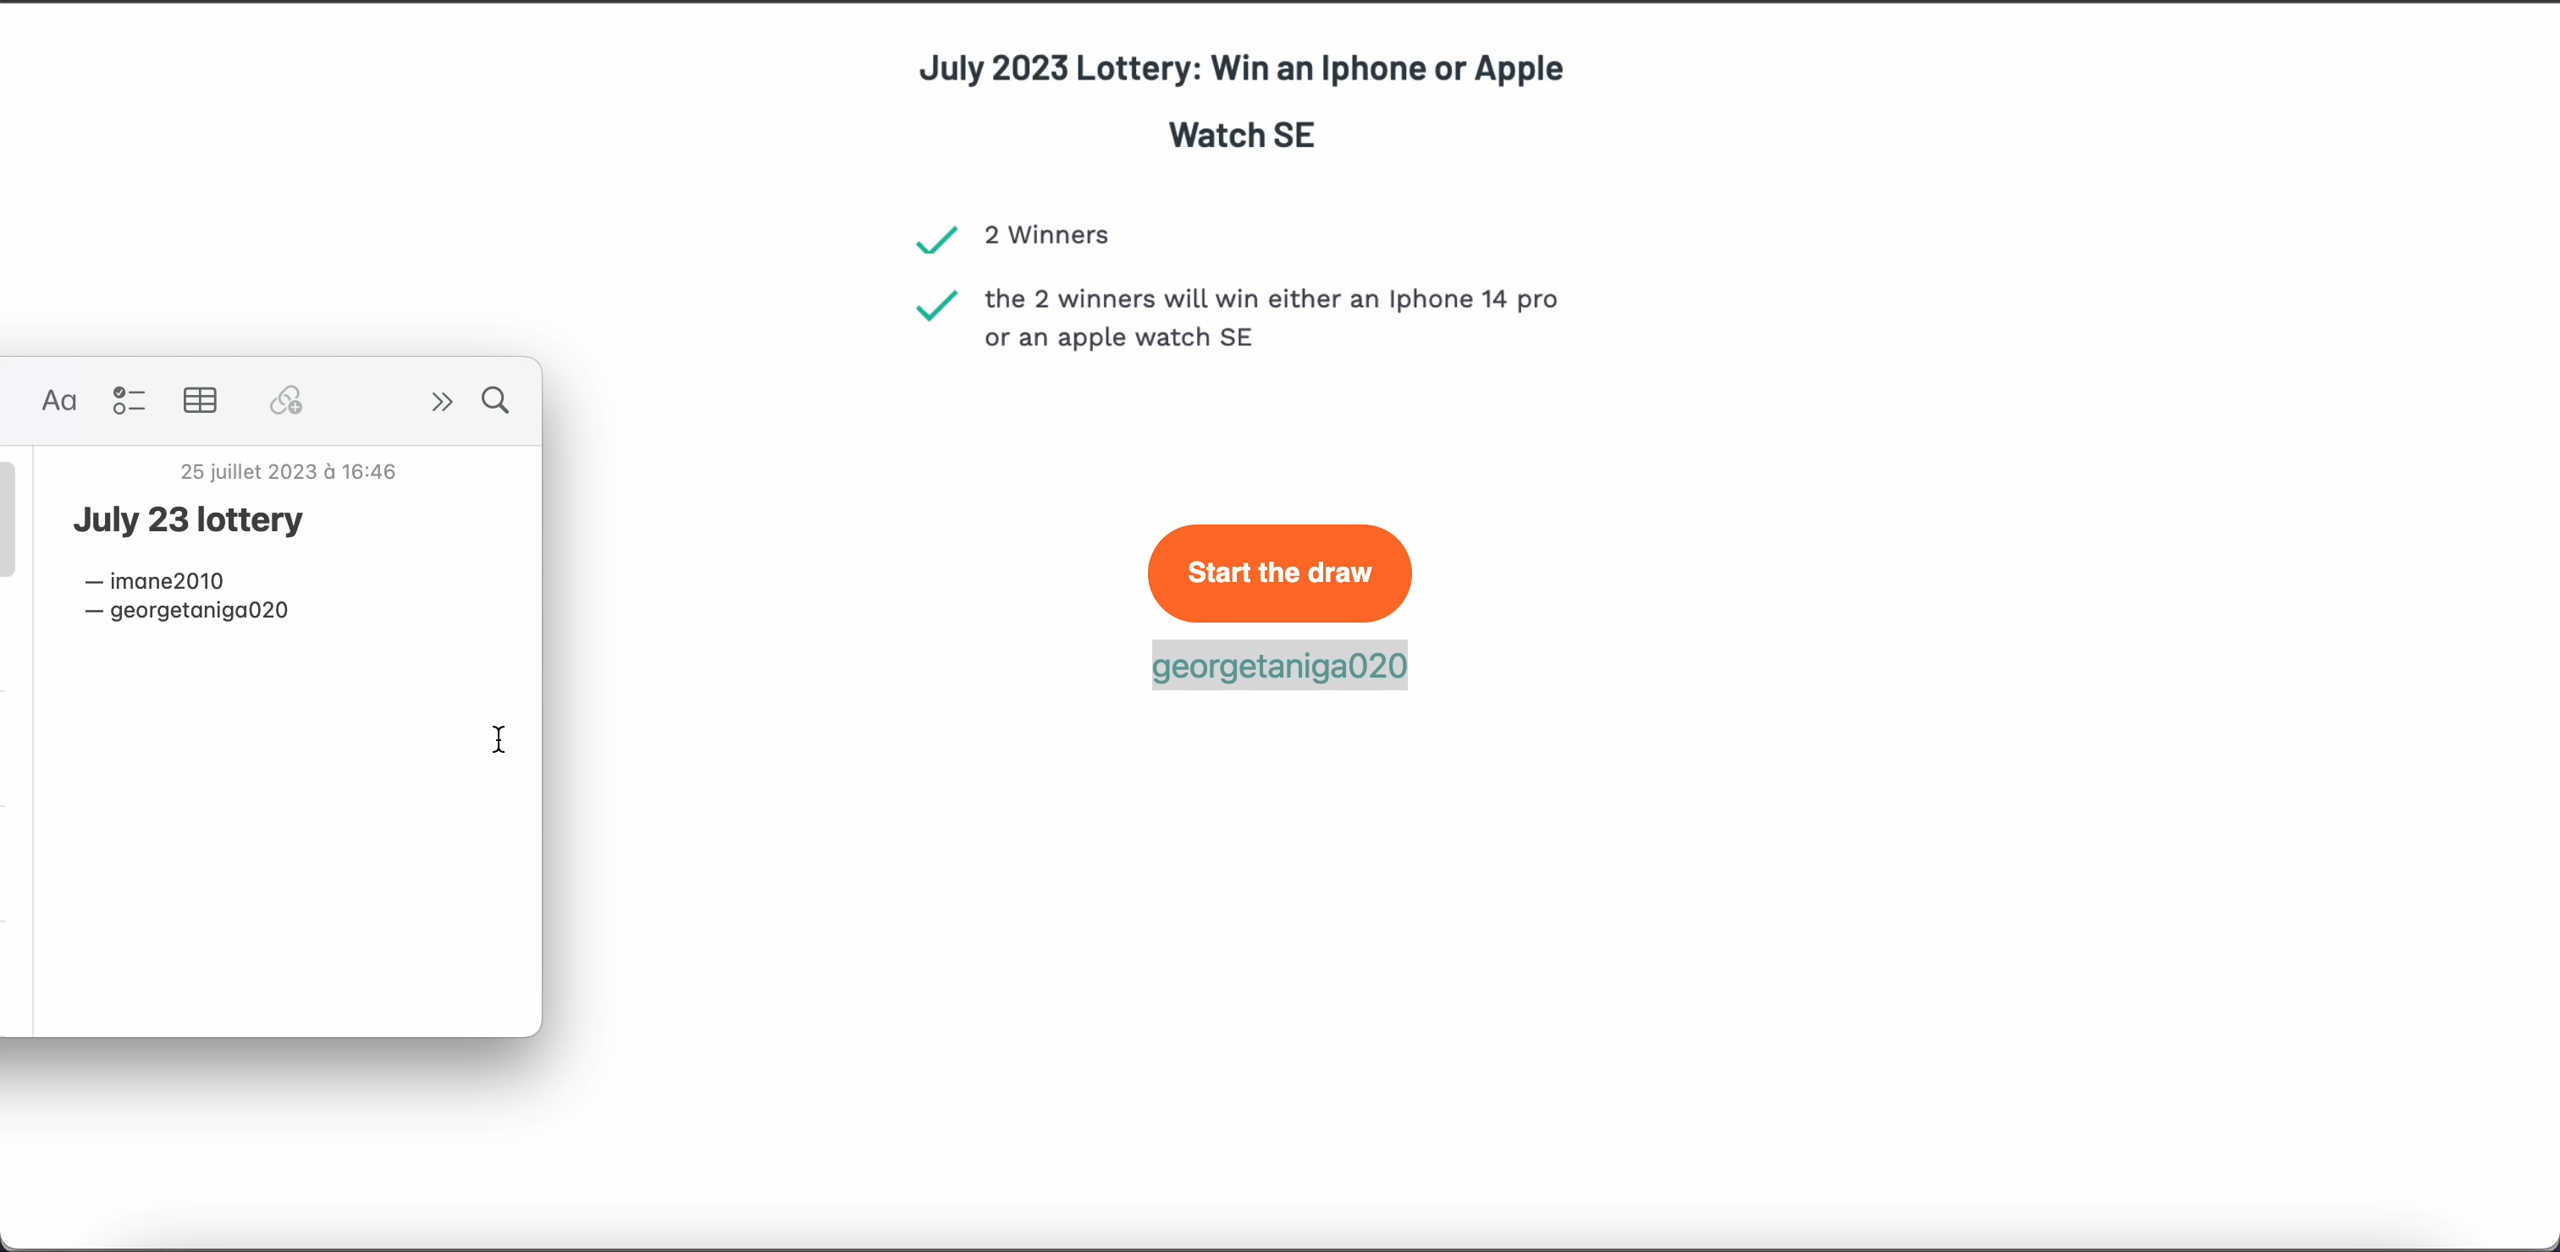 July 2023 Lottery: Win an Iphone or Apple
Watch SE
2 Winners
the 2 winners will win either an Iphone 14 pro
or an apple watch SE
Aa
25 juillet 2023 à 16:46
July 23 lottery
— imane2010
— georgetaniga020
Start the draw
georgetaniga020